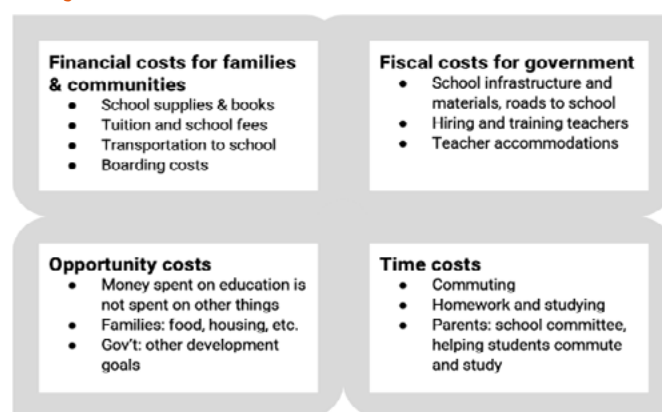 Financial costs for families
& communities
● School supplies & books
● Tuition and school fees
● Transportation to school
● Boarding costs
Fiscal costs for government
● School infrastructure and
materials, roads to school
● Hiring and training teachers
● Teacher accommodations
Opportunity costs
● Money spent on education is
not spent on other things
● Families: food, housing, etc.
● Gov't: other development
goals
Time costs
● Commuting
● Homework and studying
● Parents: school committee,
helping students commute
and study